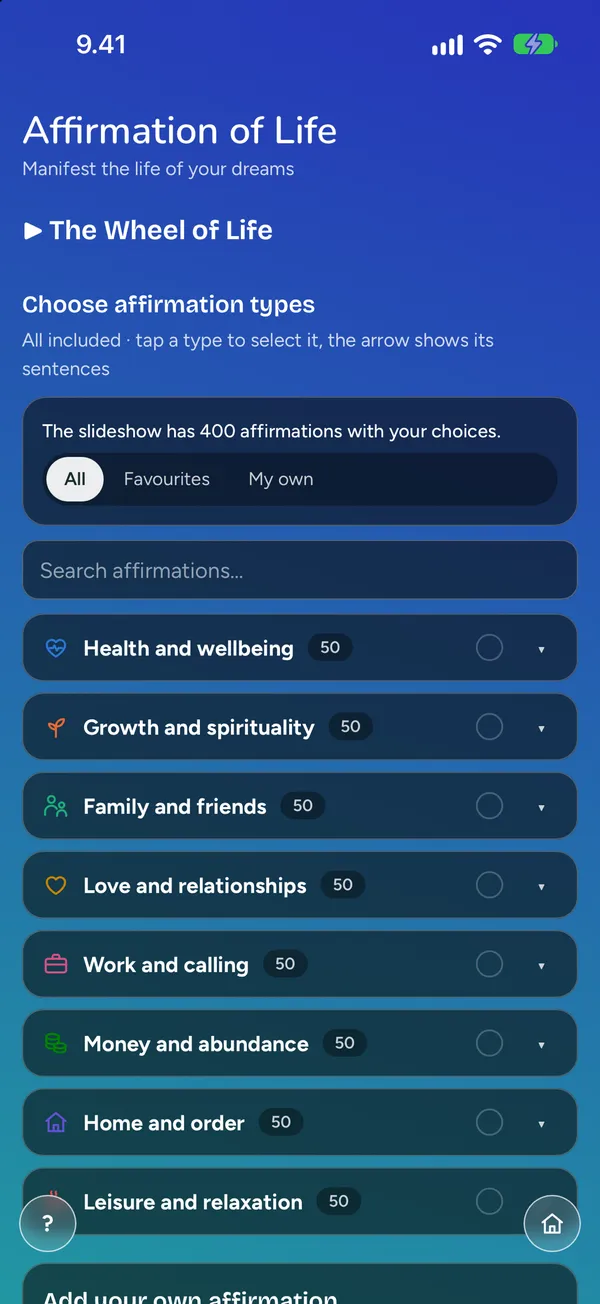 9.41
Affirmation of Life
Manifest the life of your dreams
▶ The Wheel of Life
Choose affirmation types
All included · tap a type to select it, the arrow shows its
sentences
The slideshow has 400 affirmations with your choices.
All Favourites My own
Search affirmations...
Health and wellbeing 50
Growth and spirituality 50
Family and friends 50
Love and relationships 50
Work and calling 50
Money and abundance 50
Home and order 50
Leisure and relaxation 50
?
Add your own affirmation